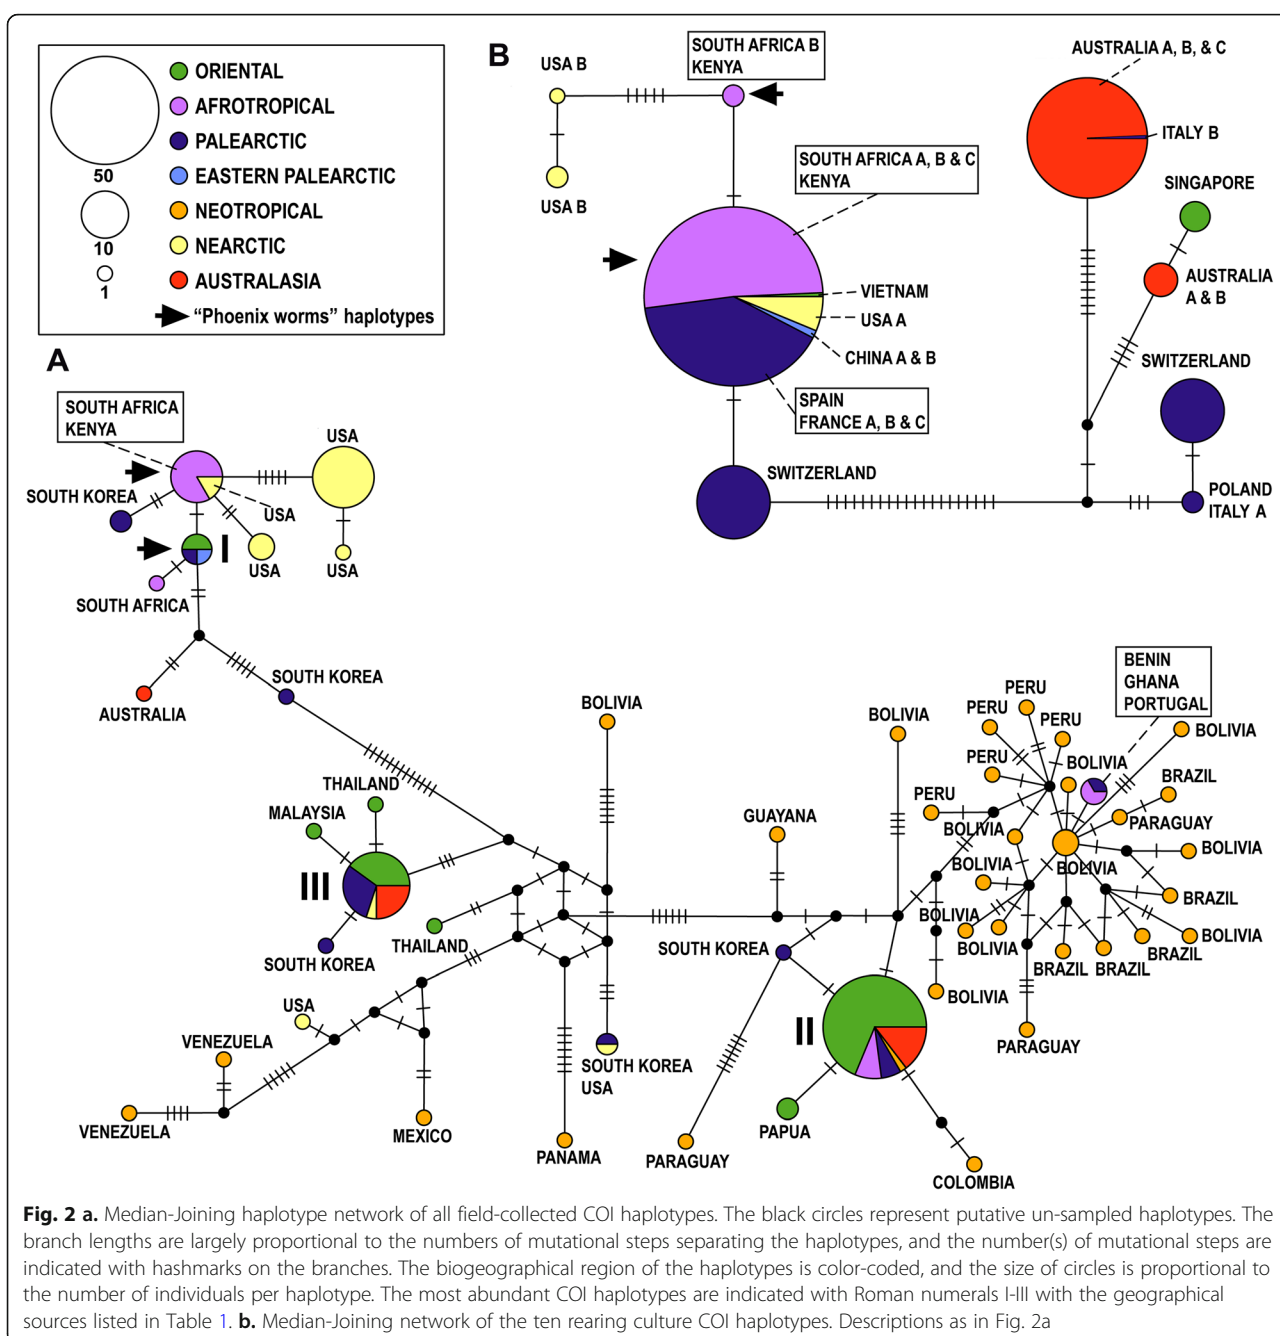 50
10
1
ORIENTAL
AFROTROPICAL
PALEARCTIC
EASTERN PALEARCTIC
NEOTROPICAL
NEARCTIC
AUSTRALASIA
“Phoenix worms” haplotypes
B
USA B
USA B
SOUTH AFRICA B
KENYA
SOUTH AFRICA A, B & C
KENYA
VIETNAM
USA A
CHINA A & B
SPAIN
FRANCE A, B & C
SWITZERLAND
AUSTRALIA A, B, & C
ITALY B
SINGAPORE
AUSTRALIA
A & B
SWITZERLAND
POLAND
ITALY A
A
SOUTH AFRICA
KENYA
USA
SOUTH KOREA
USA
I
USA
USA
SOUTH AFRICA
AUSTRALIA
SOUTH KOREA
THAILAND
MALAYSIA
III
SOUTH KOREA
THAILAND
BOLIVIA
USA
VENEZUELA
VENEZUELA
MEXICO
PANAMA
SOUTH KOREA
USA
GUAYANA
BOLIVIA
SOUTH KOREA
PARAGUAY
II
PAPUA
COLOMBIA
BENIN
GHANA
PORTUGAL
PERU
PERU
PERU
PERU
PERU
BOLIVIA
BOLIVIA
BRAZIL
PARAGUAY
BOLIVIA
BOLIVIA
BOLIVIA
BOLIVIA
BRAZIL
BOLIVIA
BOLIVIA
BOLIVIA
BRAZIL
BRAZIL
BRAZIL
BOLIVIA
PARAGUAY
Fig. 2 a. Median-Joining haplotype network of all field-collected COI haplotypes. The black circles represent putative un-sampled haplotypes. The
branch lengths are largely proportional to the numbers of mutational steps separating the haplotypes, and the number(s) of mutational steps are
indicated with hashmarks on the branches. The biogeographical region of the haplotypes is color-coded, and the size of circles is proportional to
the number of individuals per haplotype. The most abundant COI haplotypes are indicated with Roman numerals I-III with the geographical
sources listed in Table 1. b. Median-Joining network of the ten rearing culture COI haplotypes. Descriptions as in Fig. 2a